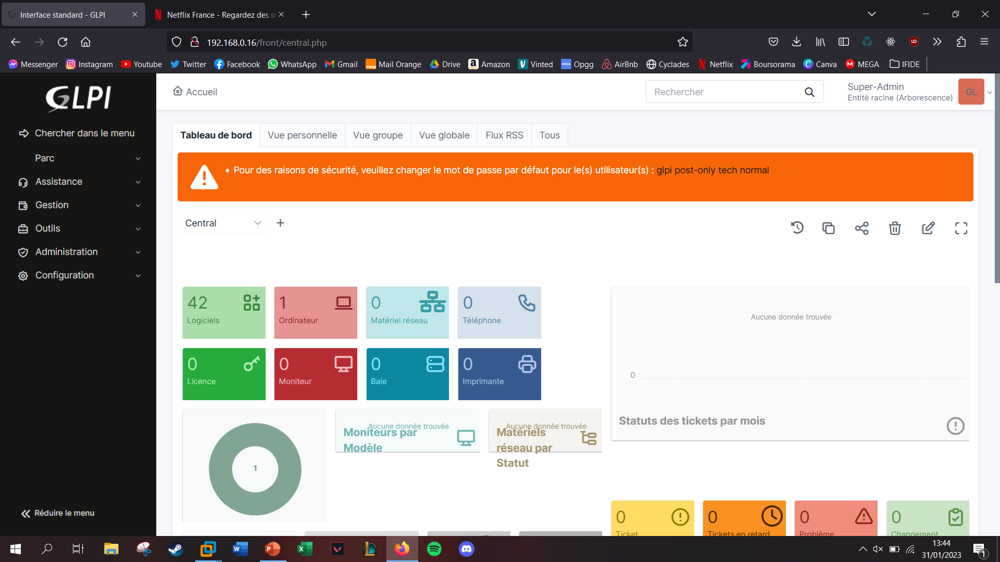 Interface standard - GLPI
Netflix France - Regardez des sé
192.168.0.16/front/central.php
Messenger Instagram Youtube Twitter Facebook WhatsApp Gmail Mail Orange Drive Amazon Vinted Opgg AirBnb Cyclades Netflix Boursorama Canva MEGA IFIDE
GLPI
Accueil
Rechercher
Super-Admin
Entité racine (Arborescence)
GL
Chercher dans le menu
Parc
Assistance
Gestion
Outils
Administration
Configuration
Réduire le menu
Tableau de bord Vue personnelle Vue groupe Vue globale Flux RSS Tous
• Pour des raisons de sécurité, veuillez changer le mot de passe par défaut pour le(s) utilisateur(s) : glpi post-only tech normal
Central
42
Logiciels
1
Ordinateur
0
Matériel réseau
0
Téléphone
0
Licence
0
Moniteur
0
Baie
0
Imprimante
Aucune donnée trouvée
0
Statuts des tickets par mois
1
Aucune donnée trouvée
Moniteurs par
Modèle
Aucune donnée trouvée
Matériels
réseau par
Statut
0
Ticket
0
Tickets en retard
0
Problème
0
Changement
13:44
31/01/2023
1